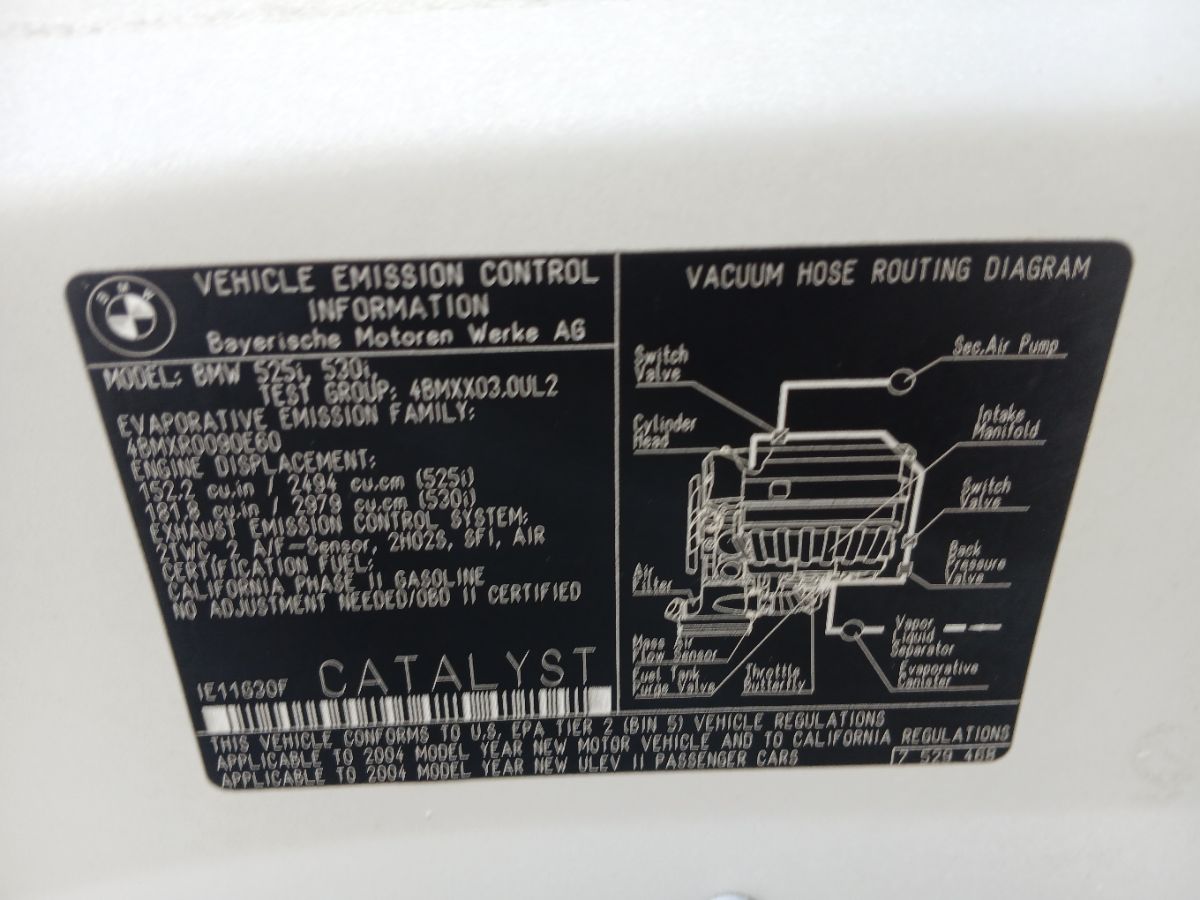 BMW
VEHICLE EMISSION CONTROL
INFORMATION
Bayerische Motoren Werke AG
MODEL: BMW 525i, 530i,
TEST GROUP: 4BMXX03.0UL2
EVAPORATIVE EMISSION FAMILY:
4BMXR0090E60
ENGINE DISPLACEMENT:
152.2 cu.in / 2494 cu.cm (525i)
181.8 cu.in / 2979 cu.cm (530i)
EXHAUST EMISSION CONTROL SYSTEM:
2TWC, 2 A/F-Sensor, 2HO2S, SFI, AIR
CERTIFICATION FUEL:
CALIFORNIA PHASE II GASOLINE
NO ADJUSTMENT NEEDED/OBD II CERTIFIED
CATALYST
1E11630F
VACUUM HOSE ROUTING DIAGRAM
Switch
Valve
Sec.Air Pump
Cylinder
Head
Intake
Manifold
Switch
Valve
Back
Pressure
Valve
Air
Filter
Vapor
Liquid
Separator
Mass Air
Flow Sensor
Fuel Tank
Purge Valve
Throttle
Butterfly
Evaporative
Canister
THIS VEHICLE CONFORMS TO U.S. EPA TIER 2 (BIN 5) VEHICLE REGULATIONS
APPLICABLE TO 2004 MODEL YEAR NEW MOTOR VEHICLE AND TO CALIFORNIA REGULATIONS
APPLICABLE TO 2004 MODEL YEAR NEW ULEV II PASSENGER CARS
7 529 468